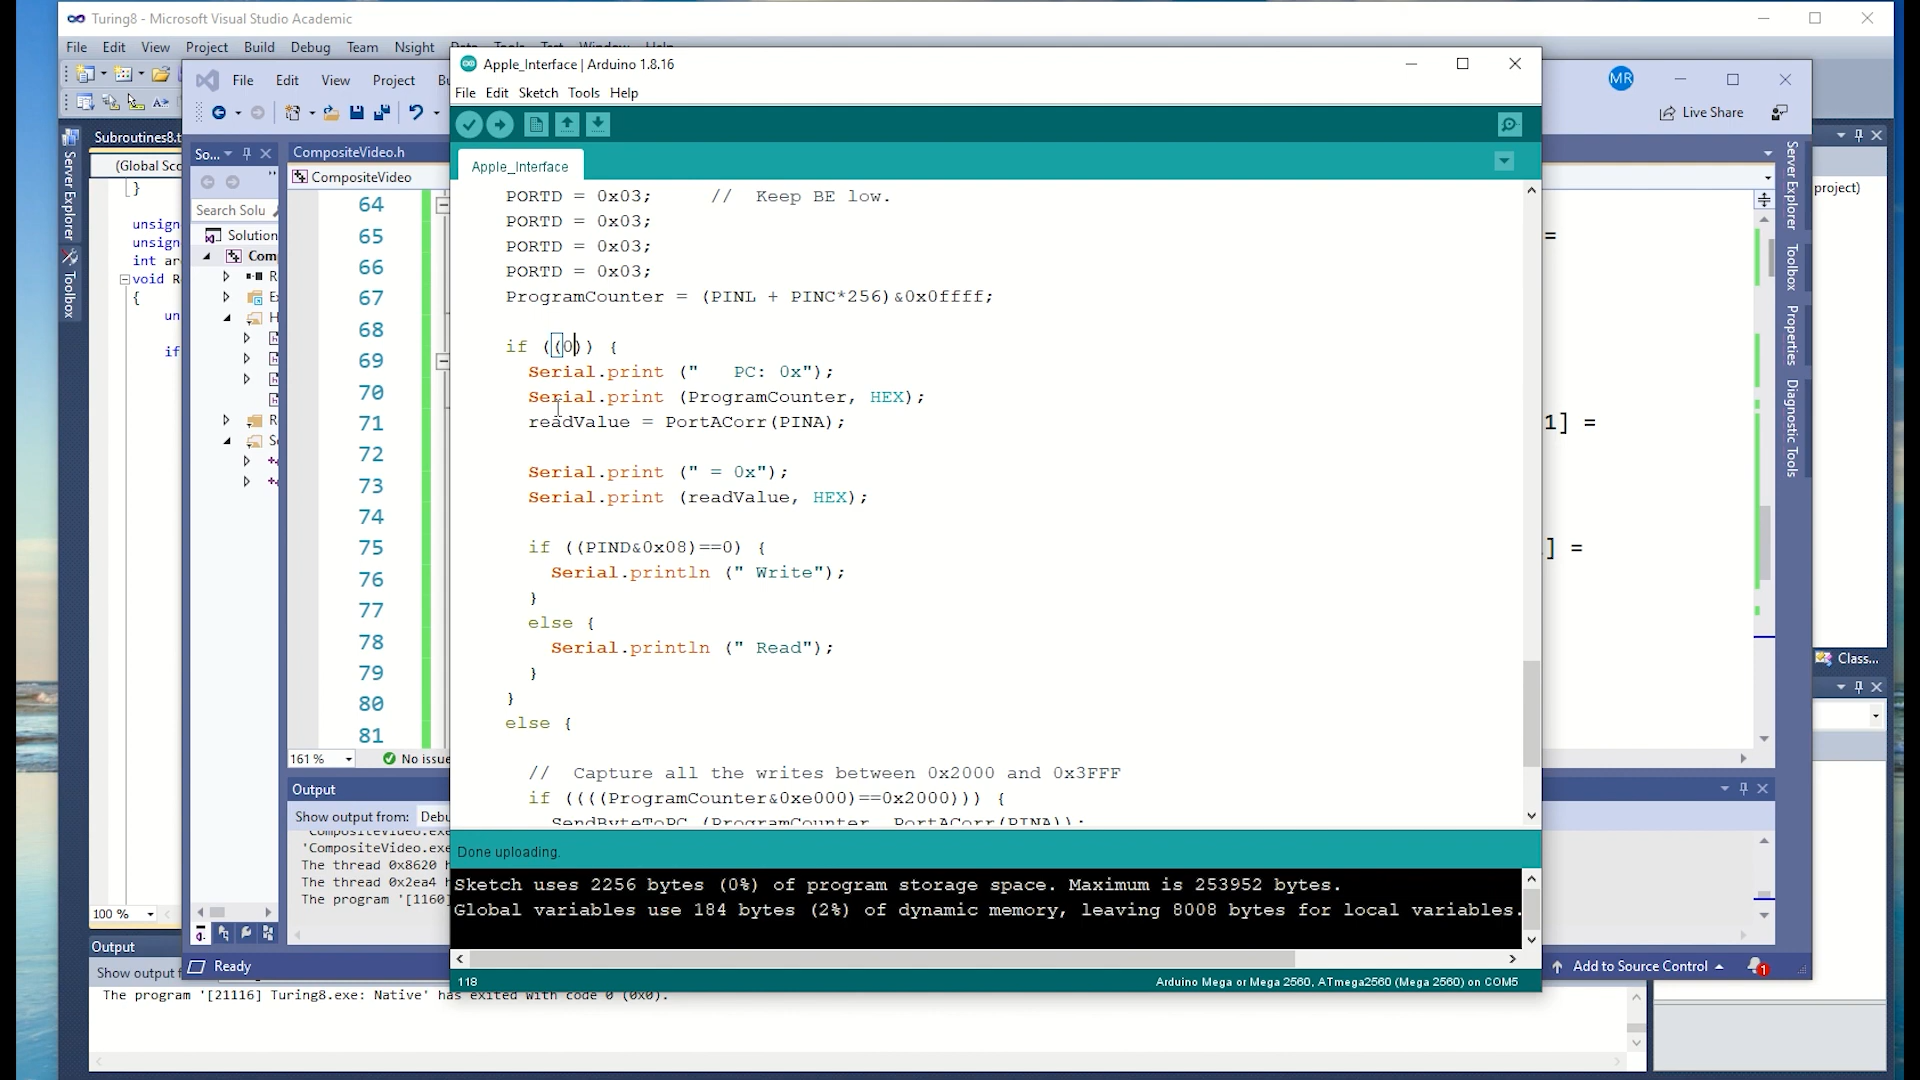 Turing8 - Microsoft Visual Studio Academic
File Edit View Project Build Debug Team Nsight
Subroutines8.t
(Global Sco
}
unsign
unsign
int ar
void R
{
un
if
100 %
Output
Show output f
The program '[21116] Turing8.exe: Native' has exited with code 0 (0x0).
Server Explorer
Toolbox
File Edit View Project Bu
MR
Live Share
So...
Search Solu
Solution
Com
CompositeVideo.h
CompositeVideo
64
65
66
67
68
69
70
71
72
73
74
75
76
77
78
79
80
81
161 %
No issue
Output
Show output from: Debu
'CompositeVideo.exe
'CompositeVideo.exe
The thread 0x8620 h
The thread 0x2ea4 h
The program '[1160]
Ready
Add to Source Control
1
=
1] =
] =
Server Explorer
Toolbox
Properties
Diagnostic Tools
project)
Class...
Apple_Interface | Arduino 1.8.16
File Edit Sketch Tools Help
Apple_Interface
PORTD = 0x03; // Keep BE low.
PORTD = 0x03;
PORTD = 0x03;
PORTD = 0x03;
ProgramCounter = (PINL + PINC*256)&0x0ffff;
if ((0)) {
Serial.print (" PC: 0x");
Serial.print (ProgramCounter, HEX);
readValue = PortACorr(PINA);
Serial.print (" = 0x");
Serial.print (readValue, HEX);
if ((PIND&0x08)==0) {
Serial.println (" Write");
}
else {
Serial.println (" Read");
}
}
else {
// Capture all the writes between 0x2000 and 0x3FFF
if ((((ProgramCounter&0xe000)==0x2000))) {
SendByteToPC (ProgramCounter, PortACorr(PINA));
Done uploading.
Sketch uses 2256 bytes (0%) of program storage space. Maximum is 253952 bytes.
Global variables use 184 bytes (2%) of dynamic memory, leaving 8008 bytes for local variables.
118
Arduino Mega or Mega 2560, ATmega2560 (Mega 2560) on COM5